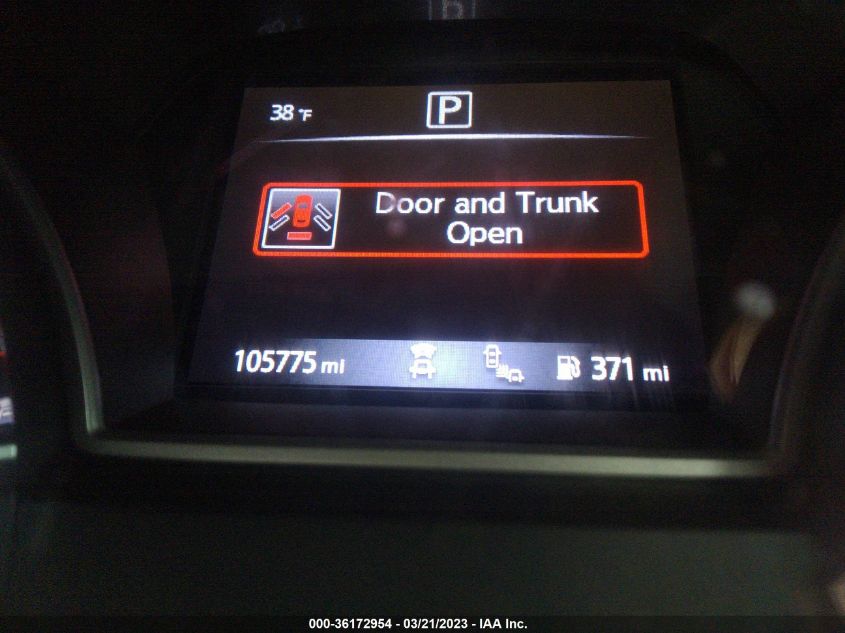 38 °F
P
Door and Trunk
Open
105775 mi
371 mi
000-36172954 - 03/21/2023 - IAA Inc.